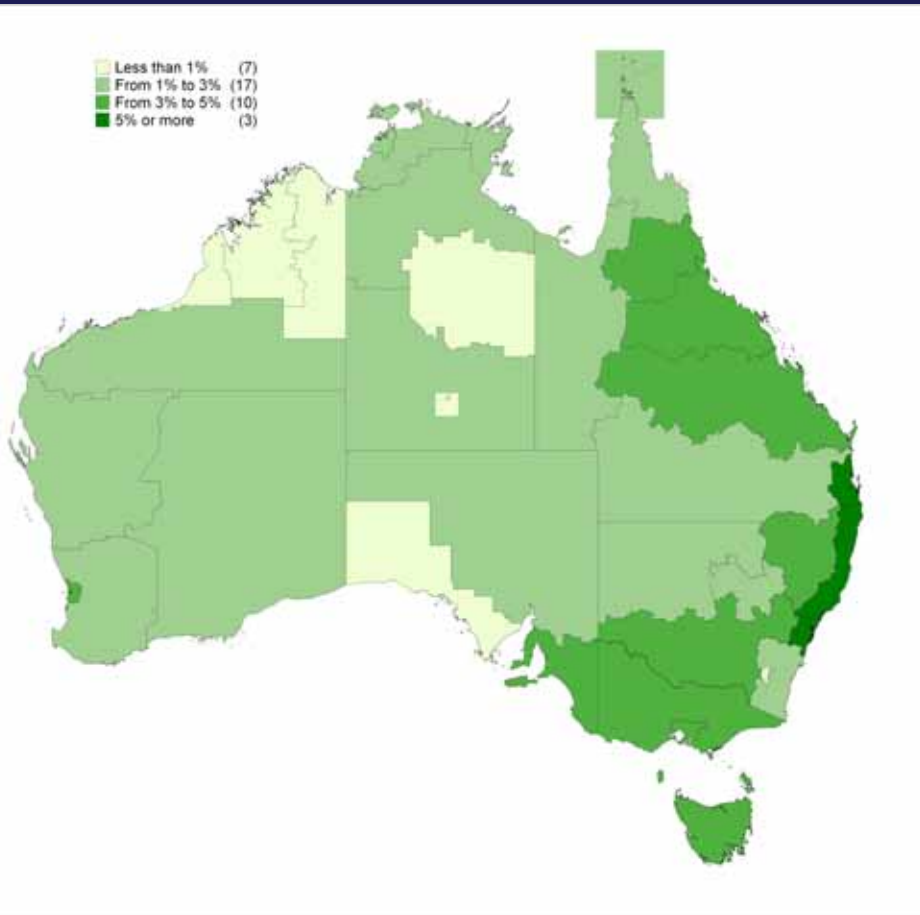 Less than 1% (7)
From 1% to 3% (17)
From 3% to 5% (10)
5% or more (3)